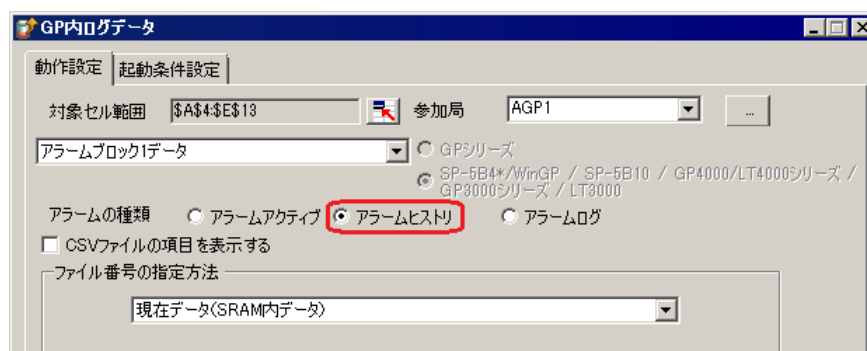 GP内ログデータ
動作設定 起動条件設定
対象セル範囲 $A$4:$E$13 参加局 AGP1 ...
アラームブロック1データ GPシリーズ
SP-5B4*/WinGP / SP-5B10 / GP4000/LT4000シリーズ /
GP3000シリーズ / LT3000
アラームの種類 アラームアクティブ アラームヒストリ アラームログ
CSVファイルの項目を表示する
ファイル番号の指定方法
現在データ(SRAM内データ)